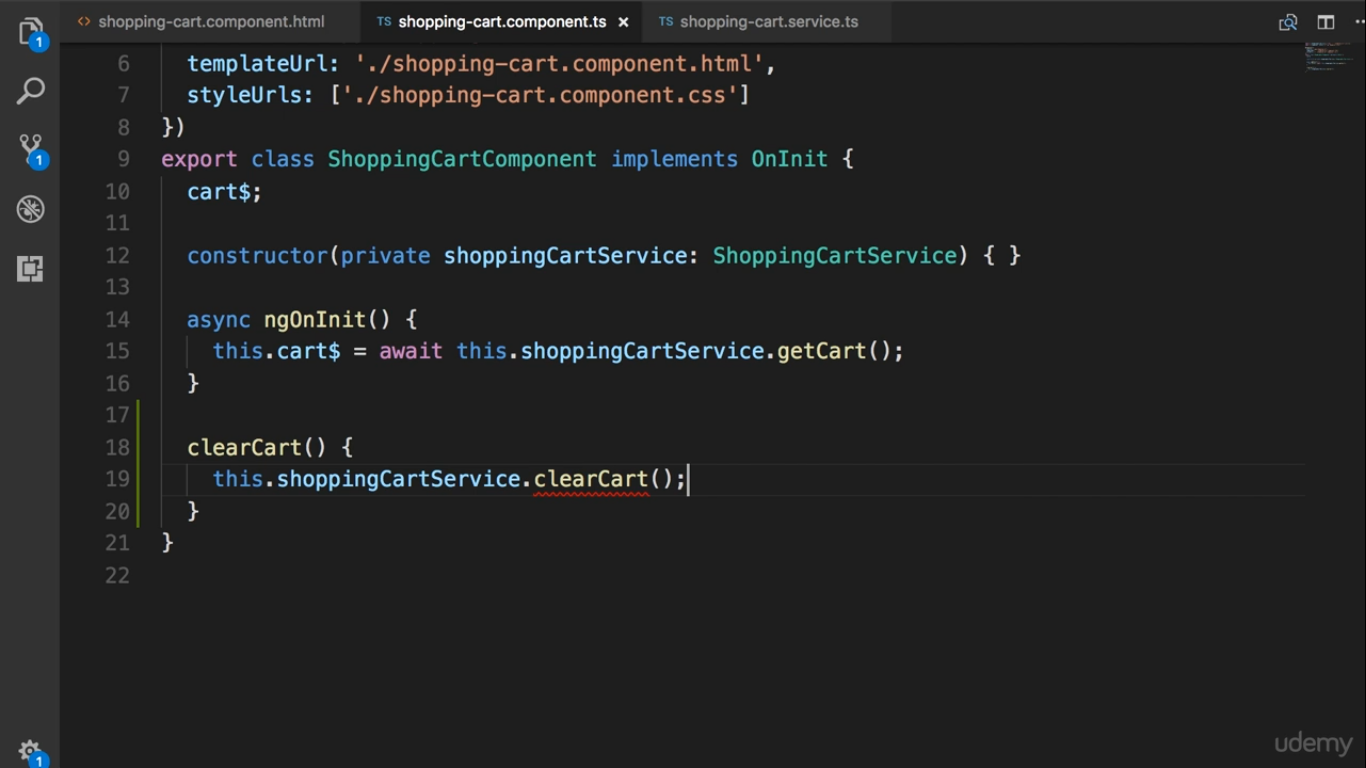 shopping-cart.component.html TS shopping-cart.component.ts × TS shopping-cart.service.ts
1
6 templateUrl: './shopping-cart.component.html',
7 styleUrls: ['./shopping-cart.component.css']
8 })
1
9 export class ShoppingCartComponent implements OnInit {
10 cart$;
11
12 constructor(private shoppingCartService: ShoppingCartService) { }
13
14 async ngOnInit() {
15 this.cart$ = await this.shoppingCartService.getCart();
16 }
17
18 clearCart() {
19 this.shoppingCartService.clearCart();
20 }
21 }
22
1
udemy